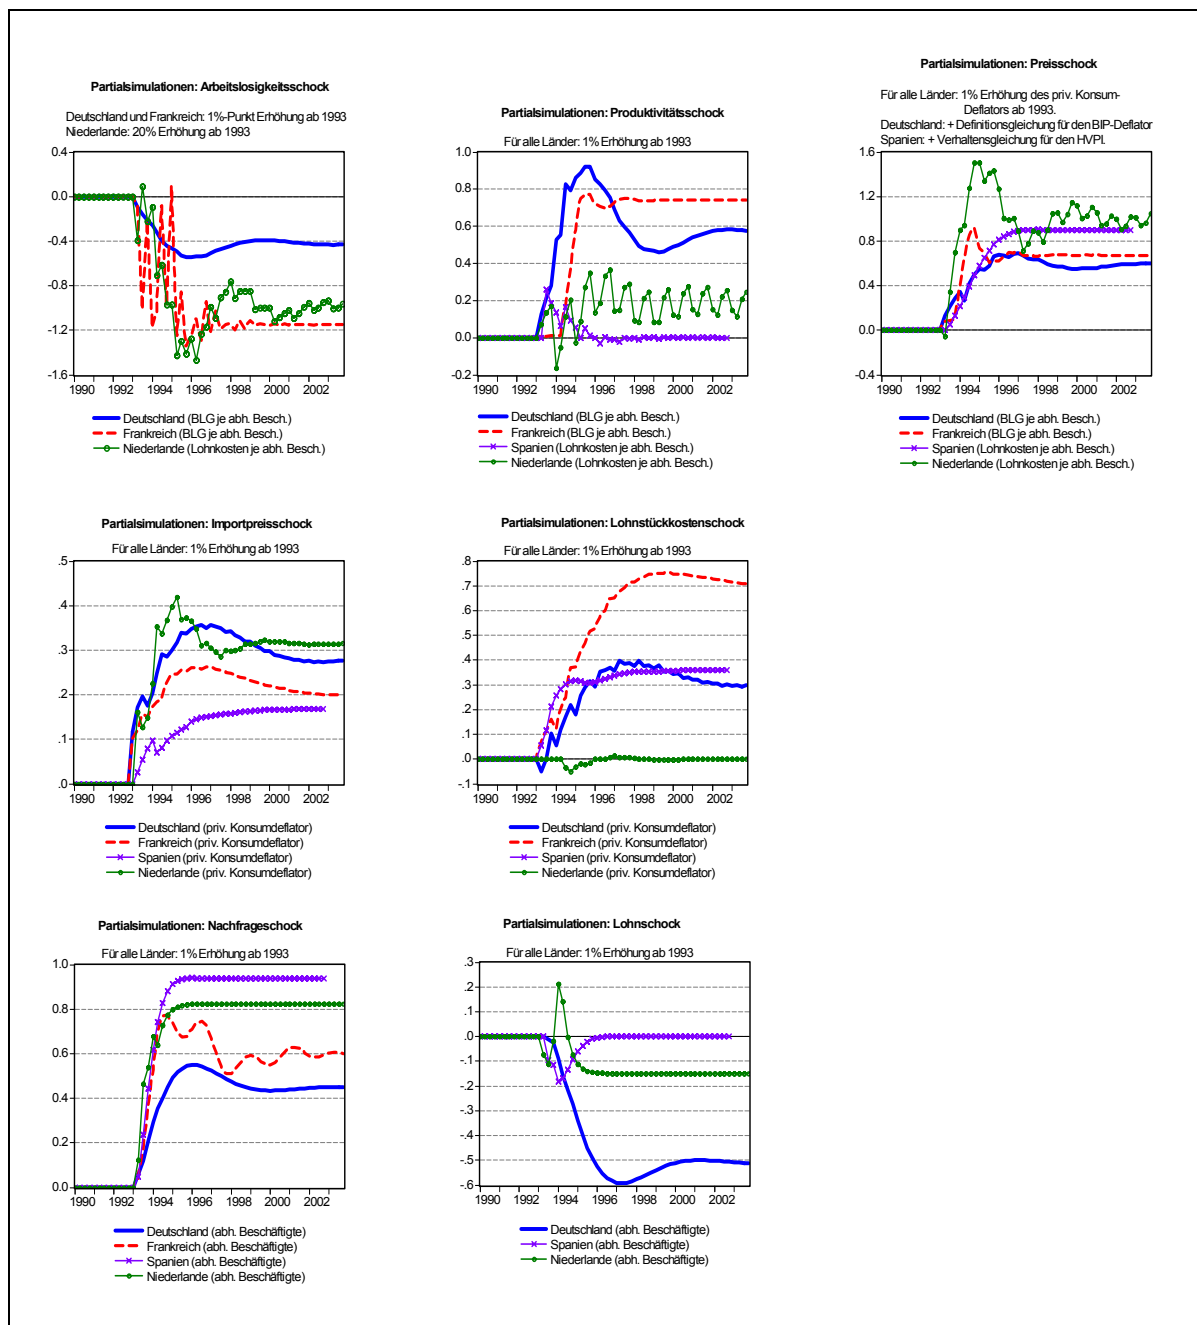 Partialsimulationen: Arbeitslosigkeitsschock
Deutschland und Frankreich: 1%-Punkt Erhöhung ab 1993
Niederlande: 20% Erhöhung ab 1993
0.4
0.0
-0.4
-0.8
-1.2
-1.6
1990 1992 1994 1996 1998 2000 2002
Deutschland (BLG je abh. Besch.)
Frankreich (BLG je abh. Besch.)
Niederlande (Lohnkosten je abh. Besch.)
Partialsimulationen: Produktivitätsschock
Für alle Länder: 1% Erhöhung ab 1993
1.0
0.8
0.6
0.4
0.2
0.0
-0.2
1990 1992 1994 1996 1998 2000 2002
Deutschland (BLG je abh. Besch.)
Frankreich (BLG je abh. Besch.)
Spanien (Lohnkosten je abh. Besch.)
Niederlande (Lohnkosten je abh. Besch.)
Partialsimulationen: Preisschock
Für alle Länder: 1% Erhöhung des priv. Konsum-
Deflators ab 1993.
Deutschland: + Definitionsgleichung für den BIP-Deflator
Spanien: + Verhaltensgleichung für den HVPI.
1.6
1.2
0.8
0.4
0.0
-0.4
1990 1992 1994 1996 1998 2000 2002
Deutschland (BLG je abh. Besch.)
Frankreich (BLG je abh. Besch.)
Spanien (Lohnkosten je abh. Besch.)
Niederlande (Lohnkosten je abh. Besch.)
Partialsimulationen: Importpreisschock
Für alle Länder: 1% Erhöhung ab 1993
.5
.4
.3
.2
.1
.0
1990 1992 1994 1996 1998 2000 2002
Deutschland (priv. Konsumdeflator)
Frankreich (priv. Konsumdeflator)
Spanien (priv. Konsumdeflator)
Niederlande (priv. Konsumdeflator)
Partialsimulationen: Lohnstückkostenschock
Für alle Länder: 1% Erhöhung ab 1993
.8
.7
.6
.5
.4
.3
.2
.1
.0
-.1
1990 1992 1994 1996 1998 2000 2002
Deutschland (priv. Konsumdeflator)
Frankreich (priv. Konsumdeflator)
Spanien (priv. Konsumdeflator)
Niederlande (priv. Konsumdeflator)
Partialsimulationen: Nachfrageschock
Für alle Länder: 1% Erhöhung ab 1993
1.0
0.8
0.6
0.4
0.2
0.0
1990 1992 1994 1996 1998 2000 2002
Deutschland (abh. Beschäftigte)
Frankreich (abh. Beschäftigte)
Spanien (abh. Beschäftigte)
Niederlande (abh. Beschäftigte)
Partialsimulationen: Lohnschock
Für alle Länder: 1% Erhöhung ab 1993
.3
.2
.1
.0
-.1
-.2
-.3
-.4
-.5
-.6
1990 1992 1994 1996 1998 2000 2002
Deutschland (abh. Beschäftigte)
Spanien (abh. Beschäftigte)
Niederlande (abh. Beschäftigte)